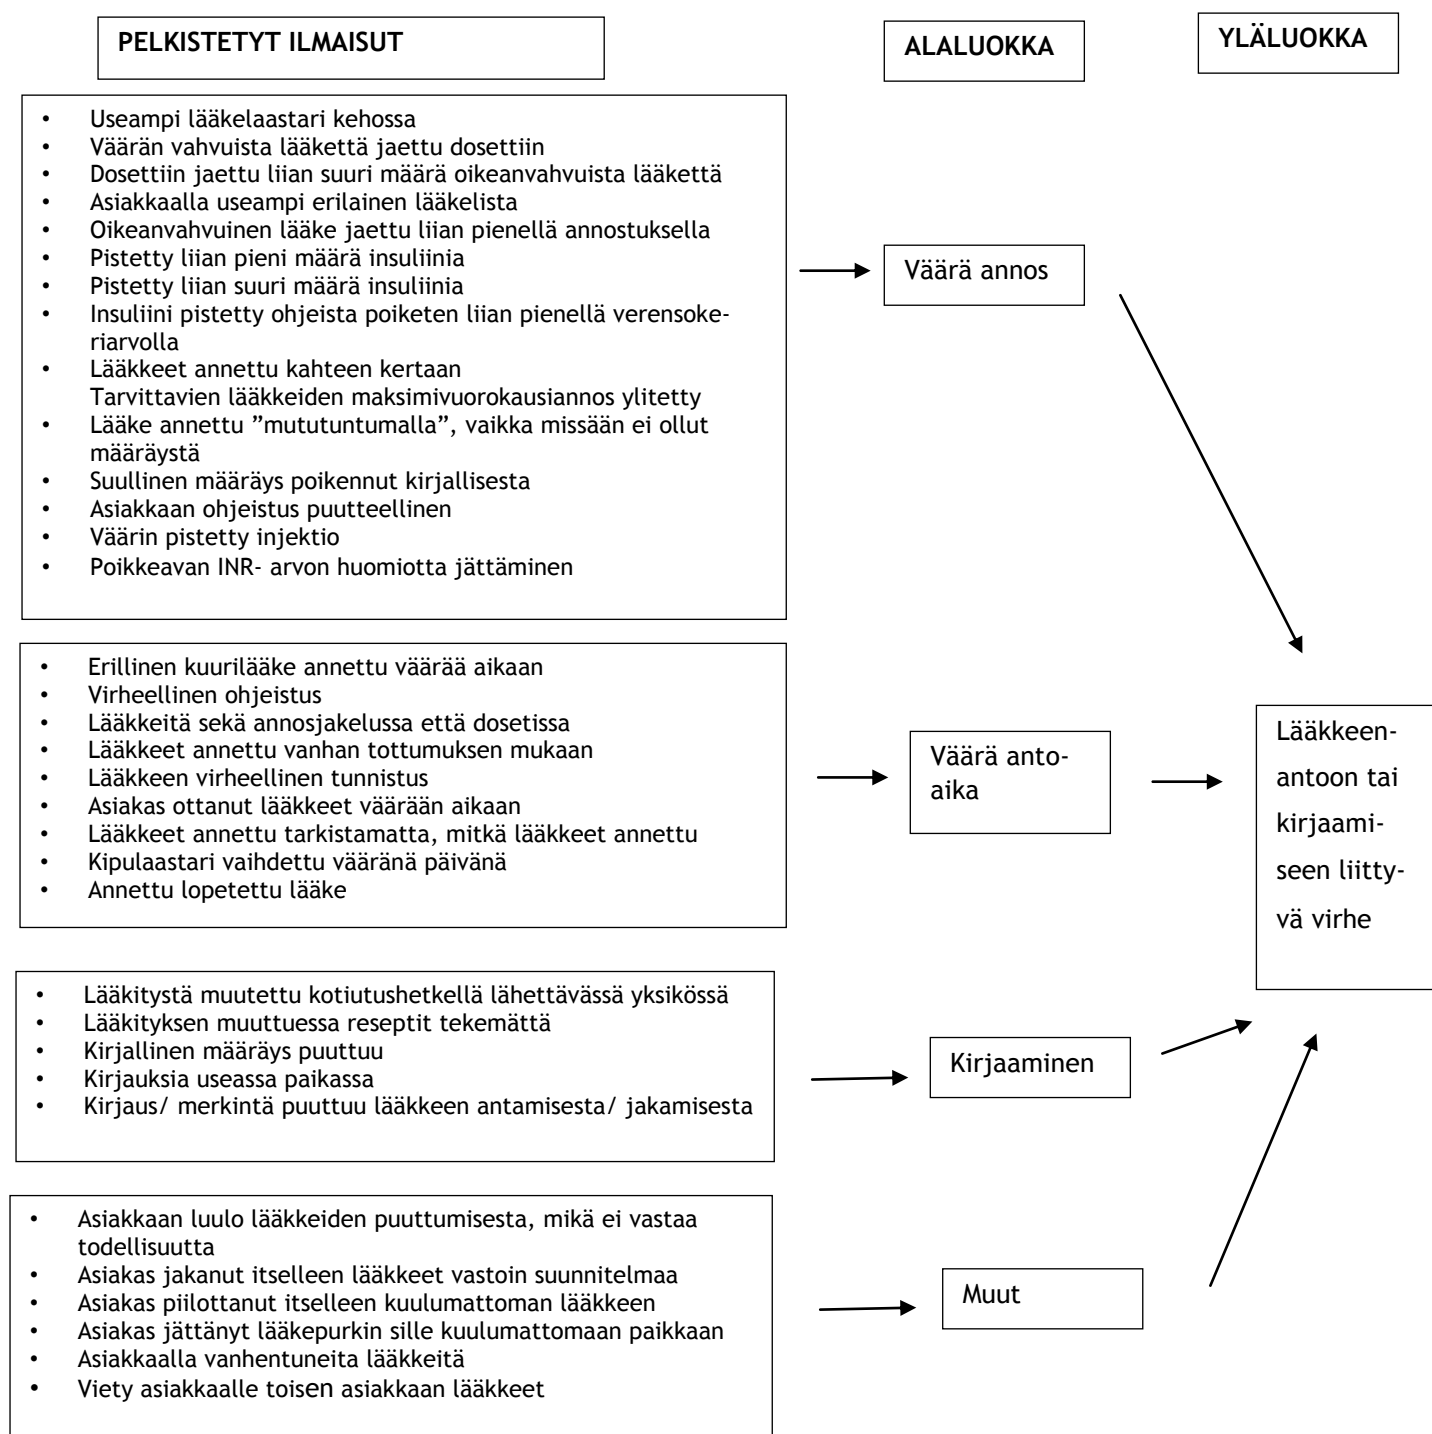 PELKISTETYT ILMAISUT
ALALUOKKA
YLÄLUOKKA
• Useampi lääkelaastari kehossa
• Väärän vahvuista lääkettä jaettu dosettiin
• Dosettiin jaettu liian suuri määrä oikeanvahvuista lääkettä
• Asiakkaalla useampi erilainen lääkelista
• Oikeanvahvuinen lääke jaettu liian pienellä annostuksella
• Pistetty liian pieni määrä insuliinia
• Pistetty liian suuri määrä insuliinia
• Insuliini pistetty ohjeista poiketen liian pienellä verensoke-
riarvolla
• Lääkkeet annettu kahteen kertaan
Tarvittavien lääkkeiden maksimivuorokausiannos ylitetty
• Lääke annettu ”mututuntumalla”, vaikka missään ei ollut
määräystä
• Suullinen määräys poikennut kirjallisesta
• Asiakkaan ohjeistus puutteellinen
• Väärin pistetty injektio
• Poikkeavan INR- arvon huomiotta jättäminen
Väärä annos
• Erillinen kuurilääke annettu väärää aikaan
• Virheellinen ohjeistus
• Lääkkeitä sekä annosjakelussa että dosetissa
• Lääkkeet annettu vanhan tottumuksen mukaan
• Lääkkeen virheellinen tunnistus
• Asiakas ottanut lääkkeet väärään aikaan
• Lääkkeet annettu tarkistamatta, mitkä lääkkeet annettu
• Kipulaastari vaihdettu vääränä päivänä
• Annettu lopetettu lääke
Väärä anto-
aika
Lääkkeen-
antoon tai
kirjaami-
seen liitty-
vä virhe
• Lääkitystä muutettu kotiutushetkellä lähettävässä yksikössä
• Lääkityksen muuttuessa reseptit tekemättä
• Kirjallinen määräys puuttuu
• Kirjauksia useassa paikassa
• Kirjaus/ merkintä puuttuu lääkkeen antamisesta/ jakamisesta
Kirjaaminen
• Asiakkaan luulo lääkkeiden puuttumisesta, mikä ei vastaa
todellisuutta
• Asiakas jakanut itselleen lääkkeet vastoin suunnitelmaa
• Asiakas piilottanut itselleen kuulumattoman lääkkeen
• Asiakas jättänyt lääkepurkin sille kuulumattomaan paikkaan
• Asiakkaalla vanhentuneita lääkkeitä
• Viety asiakkaalle toisen asiakkaan lääkkeet
Muut